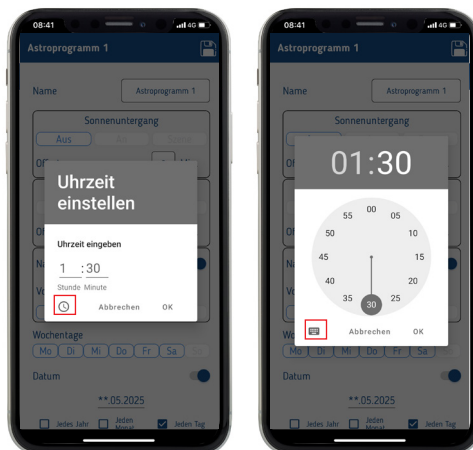 08:41
4G
Astroprogramm 1
Name
Astroprogramm 1
Sonnenuntergang
Aus
Uhrzeit
einstellen
Uhrzeit eingeben
1 :30
Stunde Minute
Abbrechen OK
Wochentage
Mo Di Mi Do Fr Sa
Datum
**.05.2025
Jedes Jahr
Jeden
Monat
Jeden Tag
08:41
4G
Astroprogramm 1
Name
Astroprogramm 1
Sonnenuntergang
01:30
00
55 05
50 10
45 15
40 20
35 25
30
Abbrechen OK
Mo Di Mi Do Fr Sa
Datum
**.05.2025
Jedes Jahr
Jeden
Monat
Jeden Tag